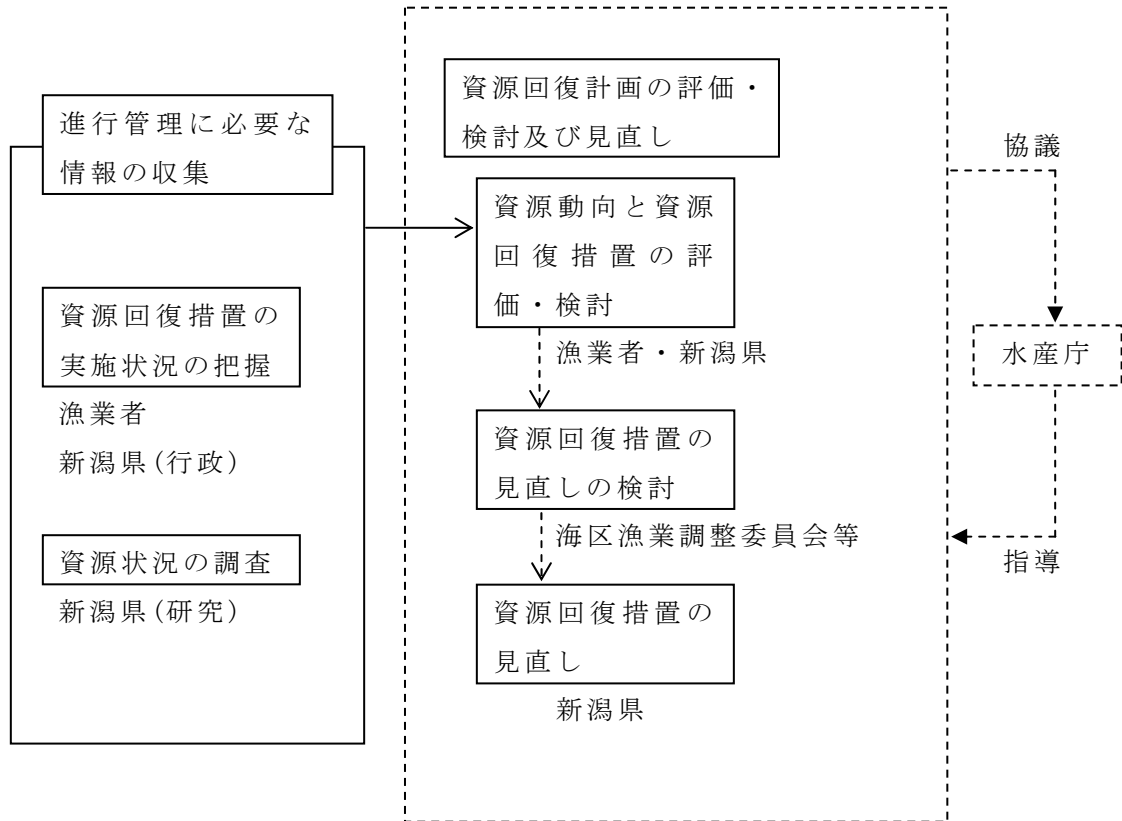 進行管理に必要な
情報の収集
資源回復措置の
実施状況の把握
漁業者
新潟県(行政)
資源状況の調査
新潟県(研究)
資源回復計画の評価・
検討及び見直し
資源動向と資源
回復措置の評
価・検討
漁業者・新潟県
資源回復措置の
見直しの検討
海区漁業調整委員会等
資源回復措置の
見直し
新潟県
協議
水産庁
指導